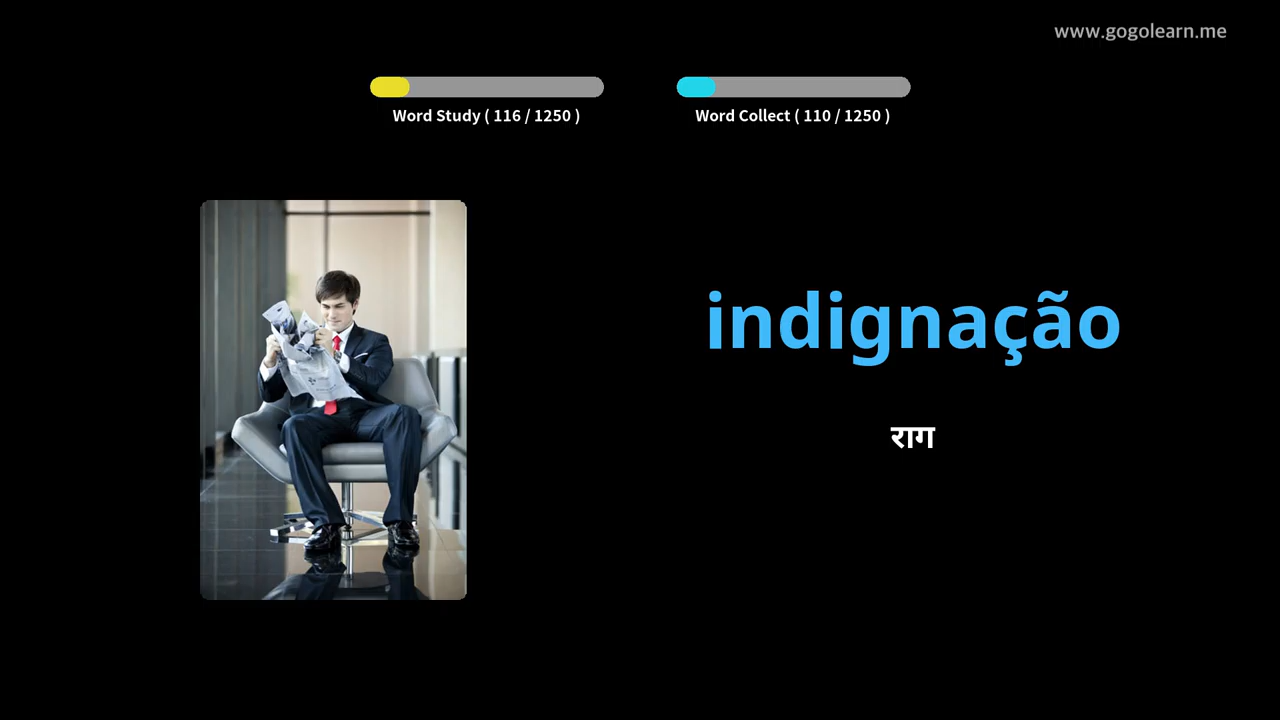 www.gogolearn.me
Word Study ( 116 / 1250 )
Word Collect ( 110 / 1250 )
indignação
राग